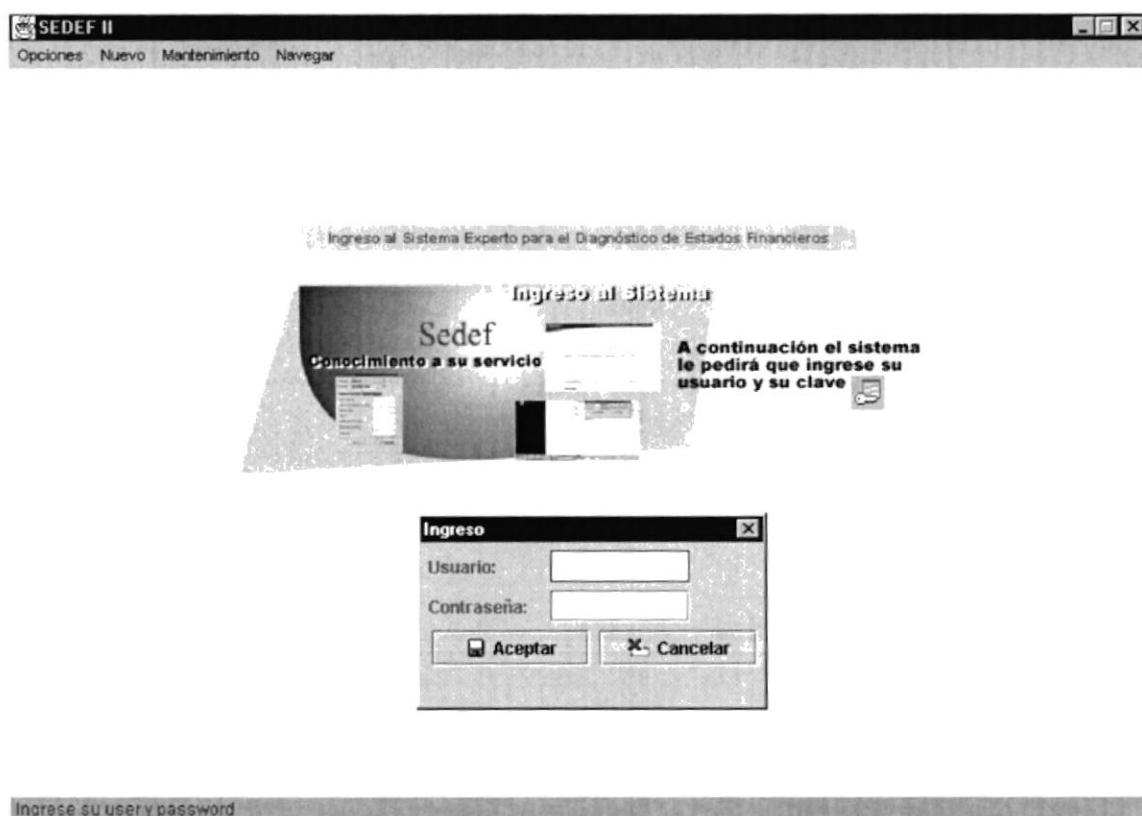 SEDEF II
Opciones Nuevo Mantenimiento Navegar
Ingreso al Sistema Experto para el Diagnóstico de Estados Financieros
Ingreso al Sistema
Sedef
Conocimiento a su servicio
A continuación el sistema
le pedirá que ingrese su
usuario y su clave
Ingreso
Usuario:
Contraseña:
Aceptar Cancelar
Ingrese su user y password